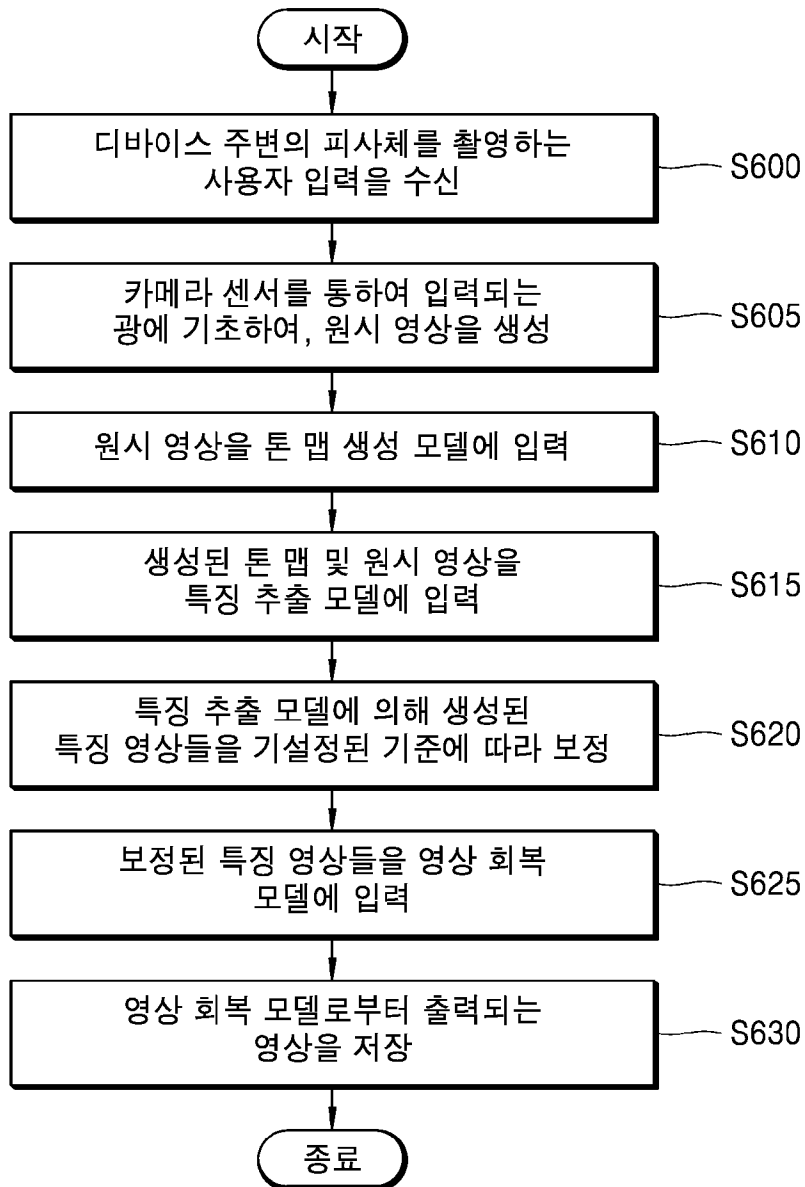 시작
디바이스 주변의 피사체를 촬영하는
사용자 입력을 수신
S600
카메라 센서를 통하여 입력되는
광에 기초하여, 원시 영상을 생성
S605
원시 영상을 톤 맵 생성 모델에 입력
S610
생성된 톤 맵 및 원시 영상을
특징 추출 모델에 입력
S615
특징 추출 모델에 의해 생성된
특징 영상들을 기설정된 기준에 따라 보정
S620
보정된 특징 영상들을 영상 회복
모델에 입력
S625
영상 회복 모델로부터 출력되는
영상을 저장
S630
종료